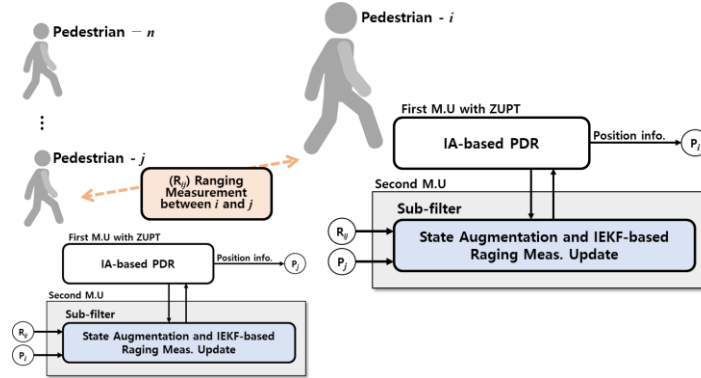 Pedestrian – n
Pedestrian - i
Pedestrian - j
(Rij) Ranging
Measurement
between i and j
First M.U with ZUPT
IA-based PDR
Position info.
Pi
Second M.U
Sub-filter
Rij
Pj
State Augmentation and IEKF-based
Raging Meas. Update
First M.U with ZUPT
IA-based PDR
Position info.
Pj
Second M.U
Sub-filter
Rij
Pi
State Augmentation and IEKF-based
Raging Meas. Update